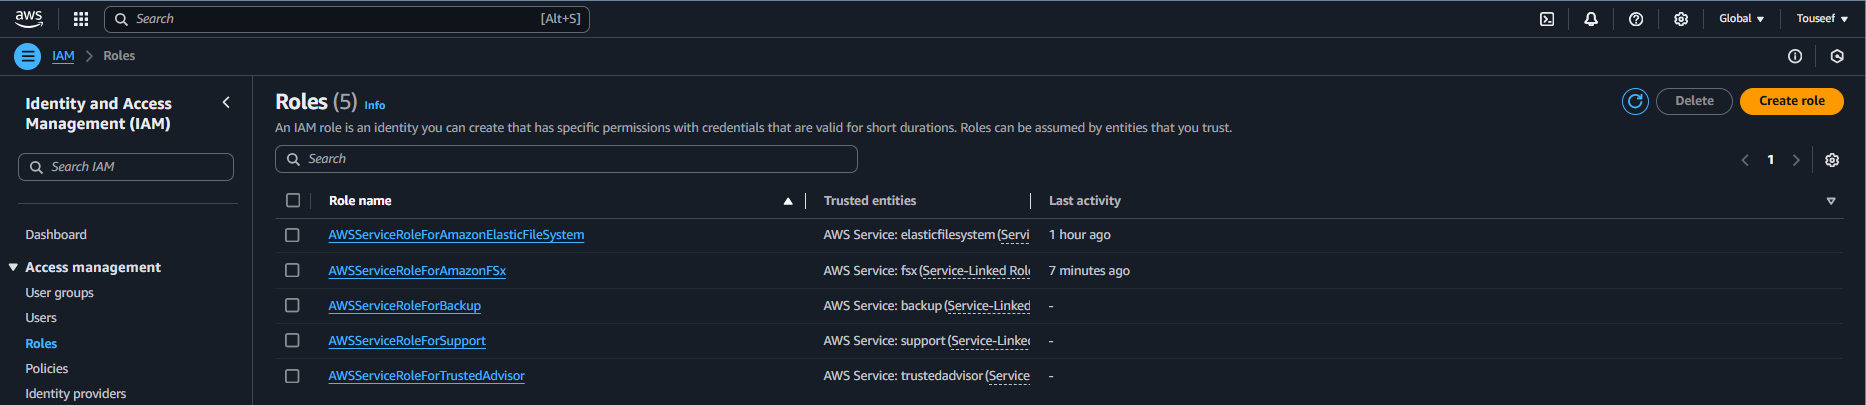 aws
Search [Alt+S]
Global
Touseef
IAM
Roles
Identity and Access
Management (IAM)
Search IAM
Dashboard
Access management
User groups
Users
Roles
Policies
Identity providers
Roles (5) Info
Delete
Create role
An IAM role is an identity you can create that has specific permissions with credentials that are valid for short durations. Roles can be assumed by entities that you trust.
Search
1
Role name Trusted entities Last activity
AWSServiceRoleForAmazonElasticFileSystem AWS Service: elasticfilesystem (Servi 1 hour ago
AWSServiceRoleForAmazonFSx AWS Service: fsx (Service-Linked Rol 7 minutes ago
AWSServiceRoleForBackup AWS Service: backup (Service-Linked -
AWSServiceRoleForSupport AWS Service: support (Service-Linked -
AWSServiceRoleForTrustedAdvisor AWS Service: trustedadvisor (Service -